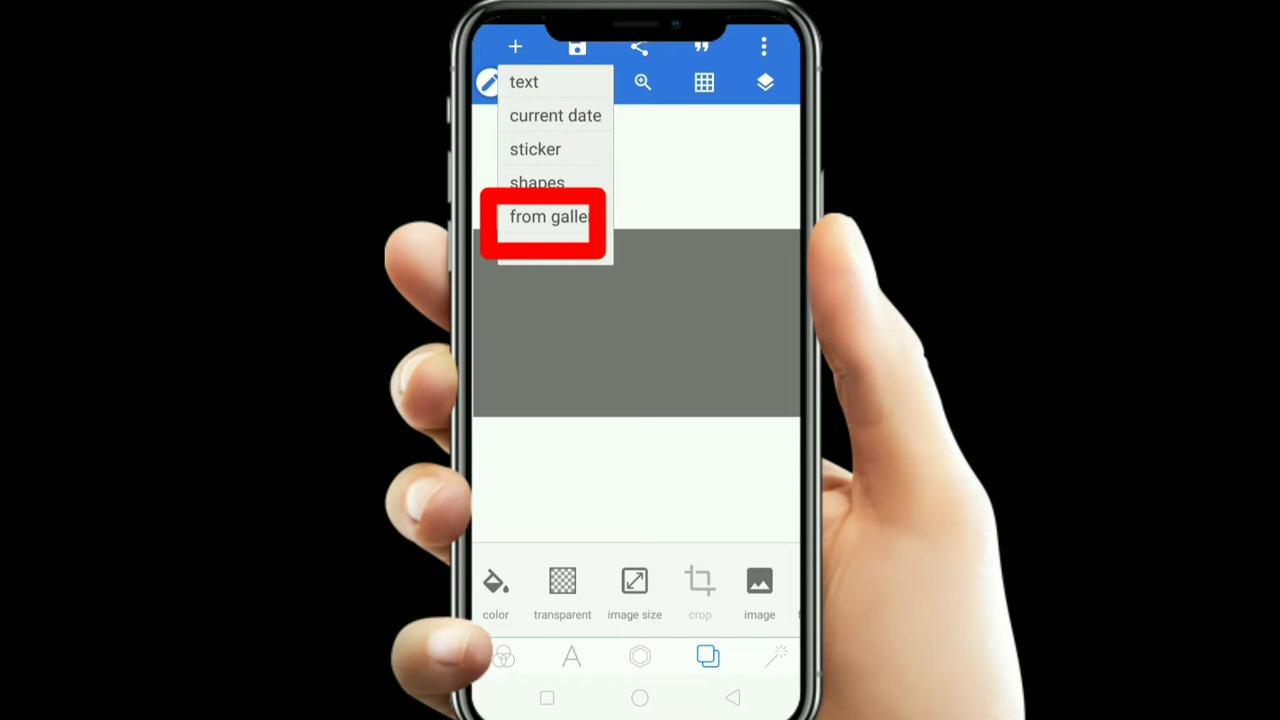 text
current date
sticker
shapes
from galle
color
transparent
image size
crop
image